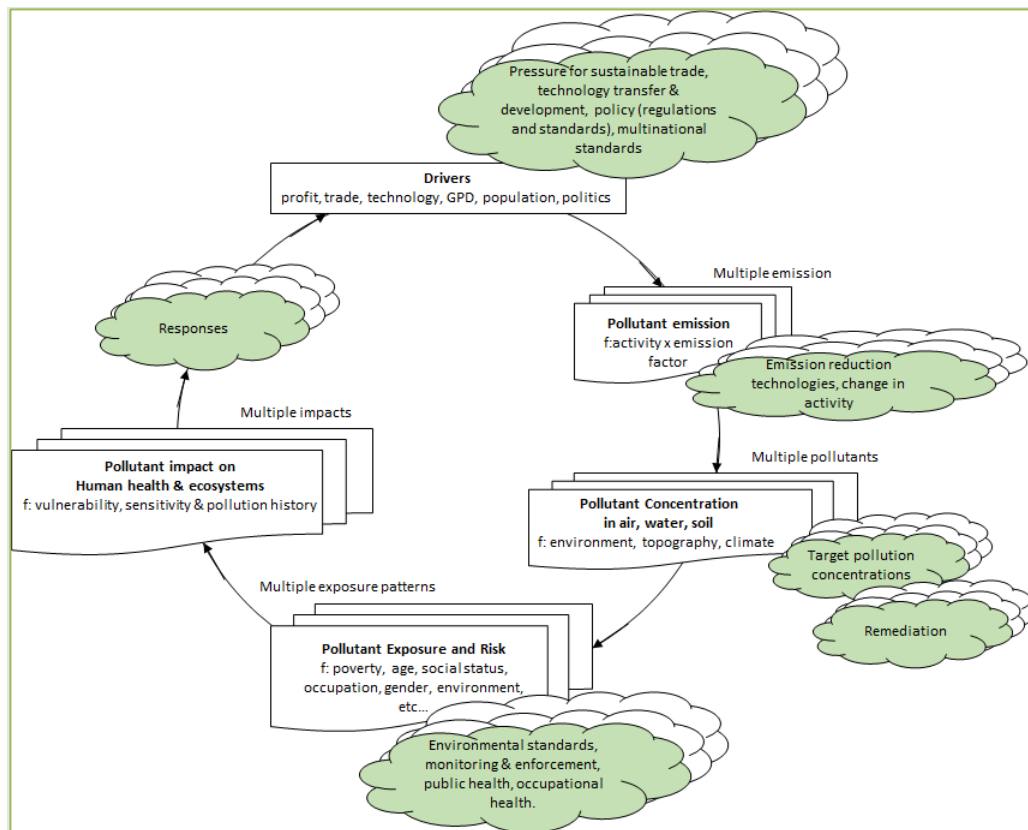 Pressure for sustainable trade,
technology transfer &
development, policy (regulations
and standards), multinational
standards
Drivers
profit, trade, technology, GPD, population, politics
Multiple emission
Pollutant emission
f:activity x emission
factor
Emission reduction
technologies, change in
activity
Multiple pollutants
Pollutant Concentration
in air, water, soil
f: environment, topography, climate
Target pollution
concentrations
Remediation
Multiple exposure patterns
Pollutant Exposure and Risk
f: poverty, age, social status,
occupation, gender, environment,
etc...
Environmental standards,
monitoring & enforcement,
public health, occupational
health.
Multiple impacts
Pollutant impact on
Human health & ecosystems
f: vulnerability, sensitivity & pollution history
Responses